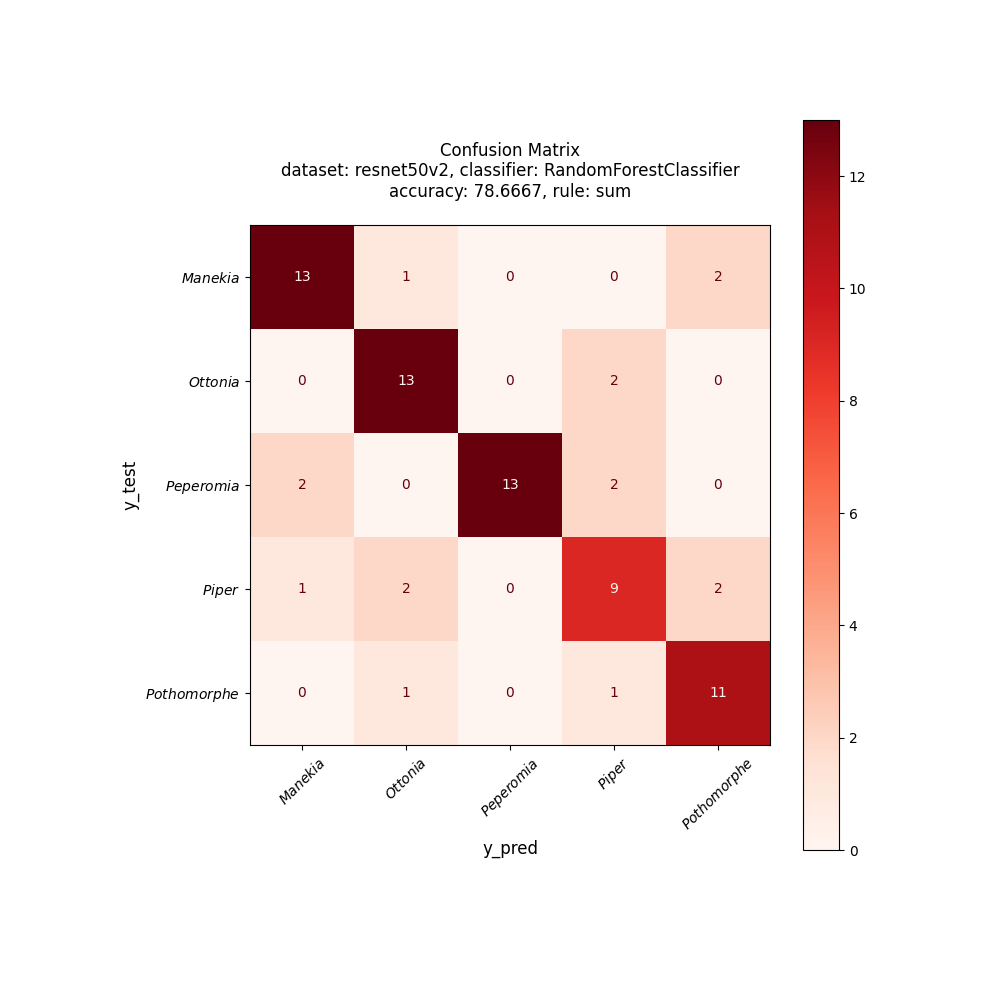 Confusion Matrix
dataset: resnet50v2, classifier: RandomForestClassifier
accuracy: 78.6667, rule: sum
Manekia 13 1 0 0 2
Ottonia 0 13 0 2 0
Peperomia 2 0 13 2 0
Piper 1 2 0 9 2
Pothomorphe 0 1 0 1 11
y_test
Manekia Ottonia Peperomia Piper Pothomorphe
y_pred
12
10
8
6
4
2
0